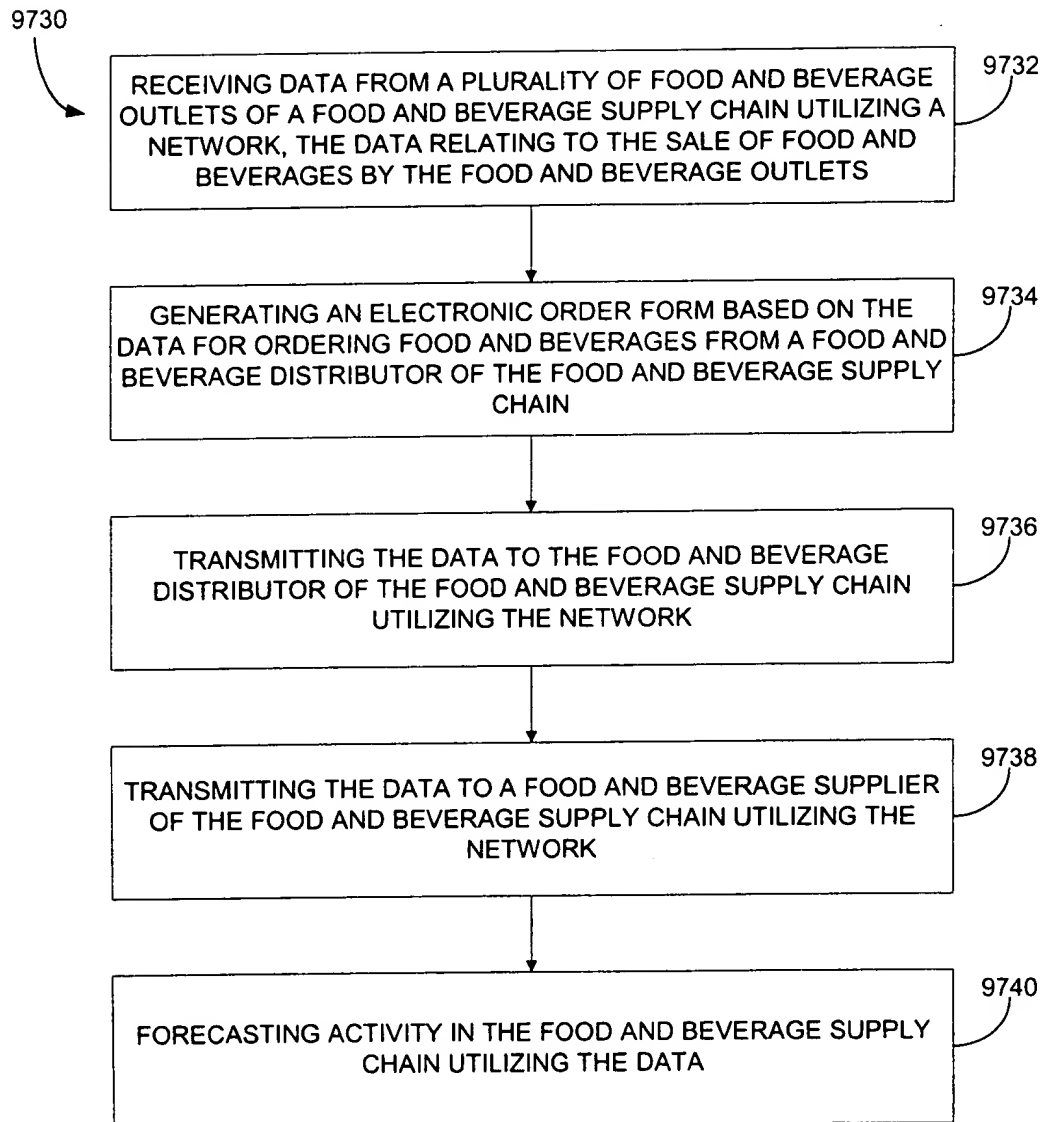 9730
RECEIVING DATA FROM A PLURALITY OF FOOD AND BEVERAGE
OUTLETS OF A FOOD AND BEVERAGE SUPPLY CHAIN UTILIZING A
NETWORK, THE DATA RELATING TO THE SALE OF FOOD AND
BEVERAGES BY THE FOOD AND BEVERAGE OUTLETS
9732
GENERATING AN ELECTRONIC ORDER FORM BASED ON THE
DATA FOR ORDERING FOOD AND BEVERAGES FROM A FOOD AND
BEVERAGE DISTRIBUTOR OF THE FOOD AND BEVERAGE SUPPLY
CHAIN
9734
TRANSMITTING THE DATA TO THE FOOD AND BEVERAGE
DISTRIBUTOR OF THE FOOD AND BEVERAGE SUPPLY CHAIN
UTILIZING THE NETWORK
9736
TRANSMITTING THE DATA TO A FOOD AND BEVERAGE SUPPLIER
OF THE FOOD AND BEVERAGE SUPPLY CHAIN UTILIZING THE
NETWORK
9738
FORECASTING ACTIVITY IN THE FOOD AND BEVERAGE SUPPLY
CHAIN UTILIZING THE DATA
9740